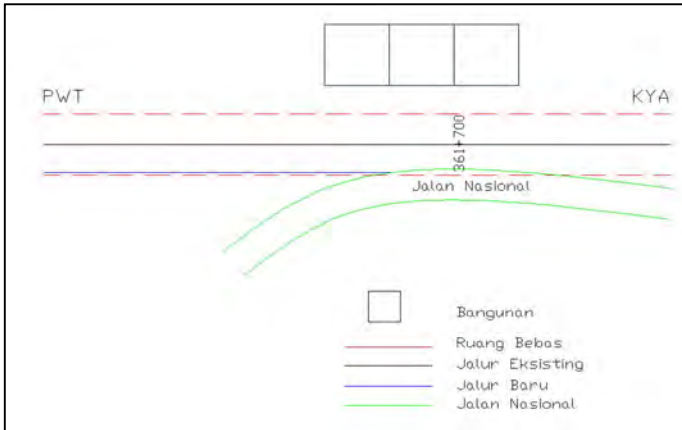 PWT
KYA
361+700
Jalan Nasional
Bangunan
Ruang Bebas
Jalur Eksisting
Jalur Baru
Jalan Nasional